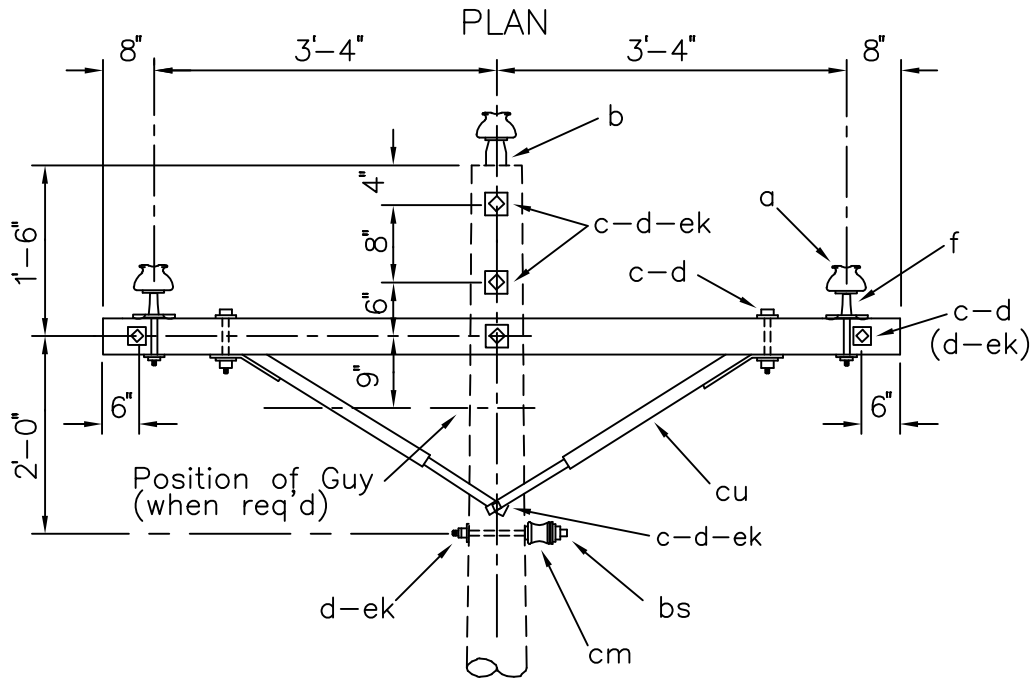 PLAN
8"
3'-4"
3'-4"
8"
b
4"
a
c-d-ek
8"
f
1'-6"
c-d
6"
c-d
(d-ek)
9"
6"
6"
2'-0"
Position of Guy
(when req'd)
cu
c-d-ek
d-ek
bs
cm